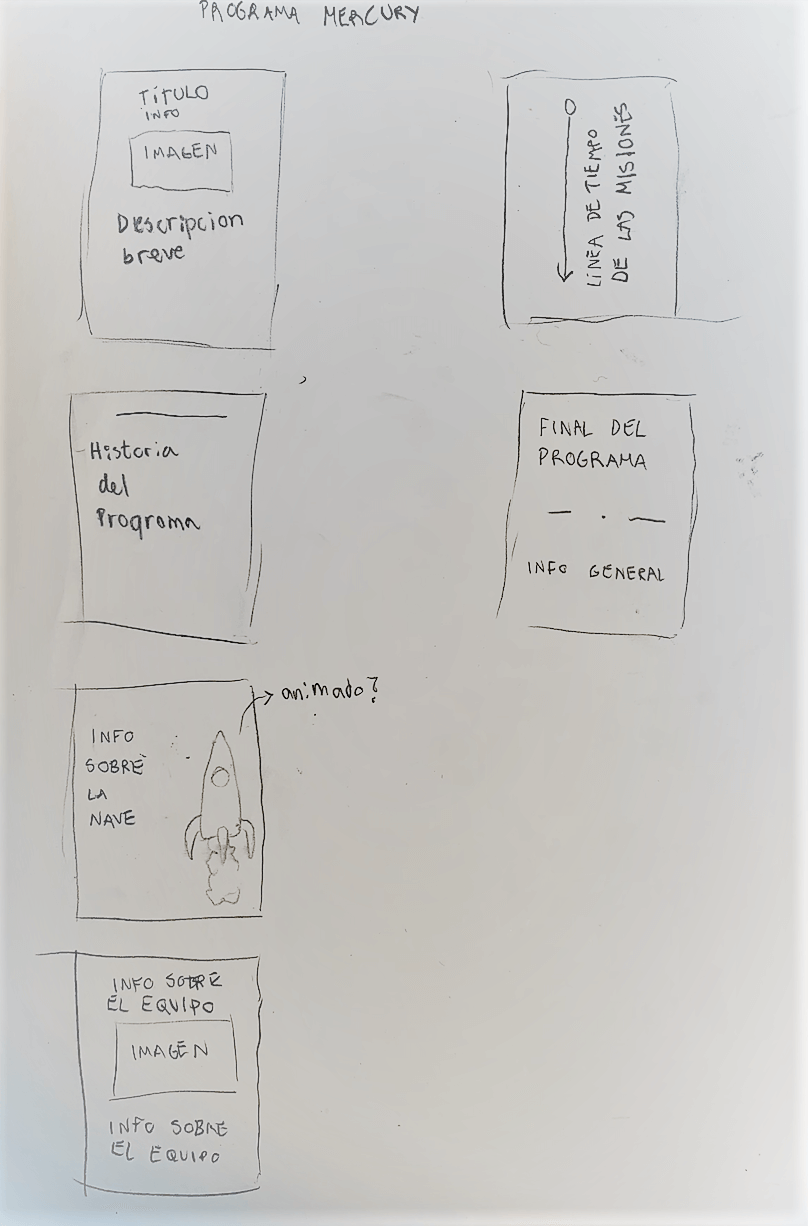 PROGRAMA MERCURY
TÍTULO
INFO
IMAGEN
Descripcion
breve
Historia
del
Programa
INFO
SOBRE
LA
NAVE
animado?
INFO SOBRE
EL EQUIPO
IMAGEN
INFO SOBRE
EL EQUIPO
LINEA DE TIEMPO
DE LAS MISIONES
FINAL DEL
PROGRAMA
INFO GENERAL